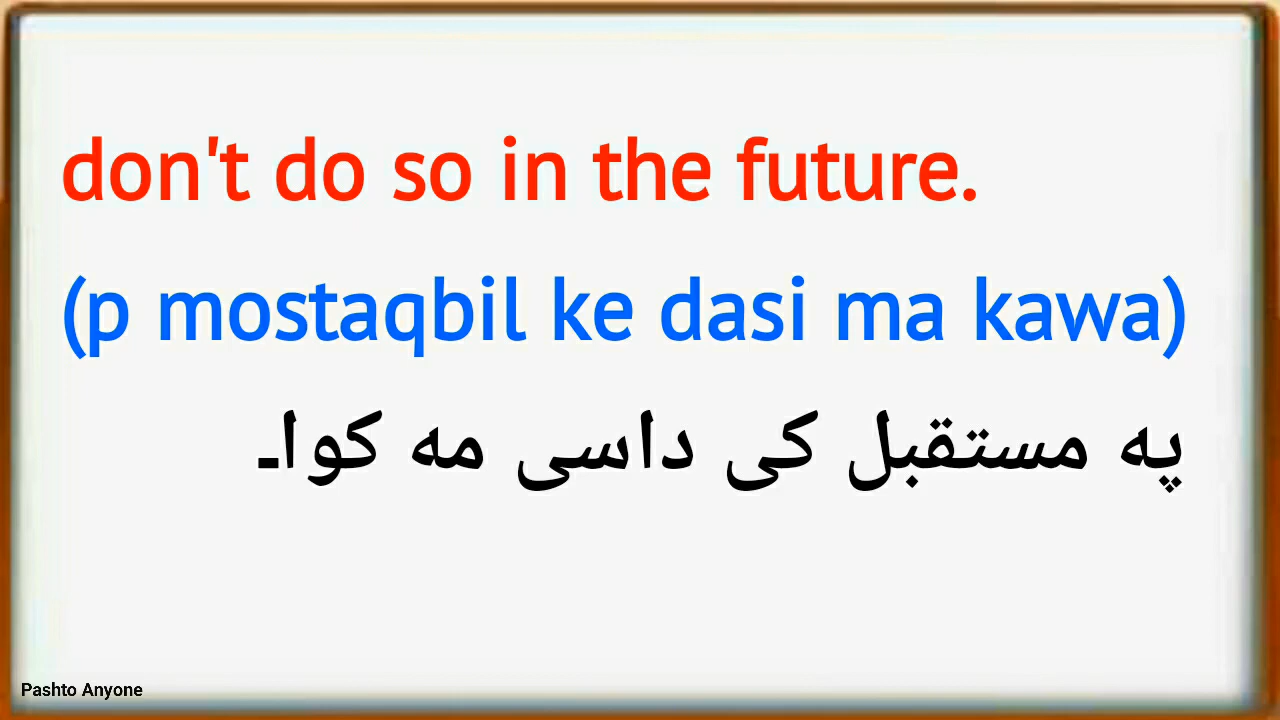 don't do so in the future.
(p mostaqbil ke dasi ma kawa)
په مستقبل کی داسی مه کوا۔
Pashto Anyone